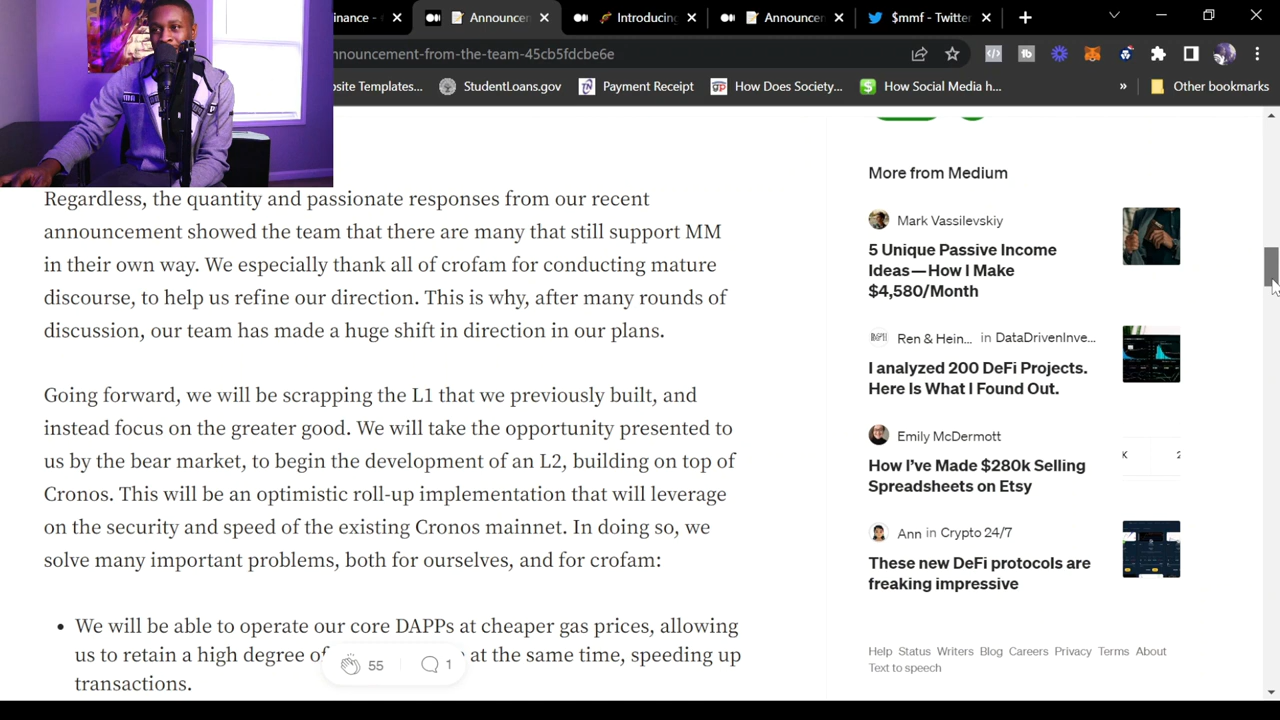 inance -
Announcer
Introducing
Announcer
$mmf - Twitter
nnouncement-from-the-team-45cb5fdcbe6e
site Templates...
StudentLoans.gov
Payment Receipt
How Does Society...
How Social Media h...
»
Other bookmarks
Regardless, the quantity and passionate responses from our recent
announcement showed the team that there are many that still support MM
in their own way. We especially thank all of crofam for conducting mature
discourse, to help us refine our direction. This is why, after many rounds of
discussion, our team has made a huge shift in direction in our plans.
Going forward, we will be scrapping the L1 that we previously built, and
instead focus on the greater good. We will take the opportunity presented to
us by the bear market, to begin the development of an L2, building on top of
Cronos. This will be an optimistic roll-up implementation that will leverage
on the security and speed of the existing Cronos mainnet. In doing so, we
solve many important problems, both for ourselves, and for crofam:
• We will be able to operate our core DAPPs at cheaper gas prices, allowing
us to retain a high degree of at the same time, speeding up
transactions.
55
1
More from Medium
Mark Vassilevskiy
5 Unique Passive Income
Ideas — How I Make
$4,580/Month
Ren & Hein... in DataDrivenInve...
I analyzed 200 DeFi Projects.
Here Is What I Found Out.
Emily McDermott
How I've Made $280k Selling
Spreadsheets on Etsy
Ann in Crypto 24/7
These new DeFi protocols are
freaking impressive
Help Status Writers Blog Careers Privacy Terms About
Text to speech